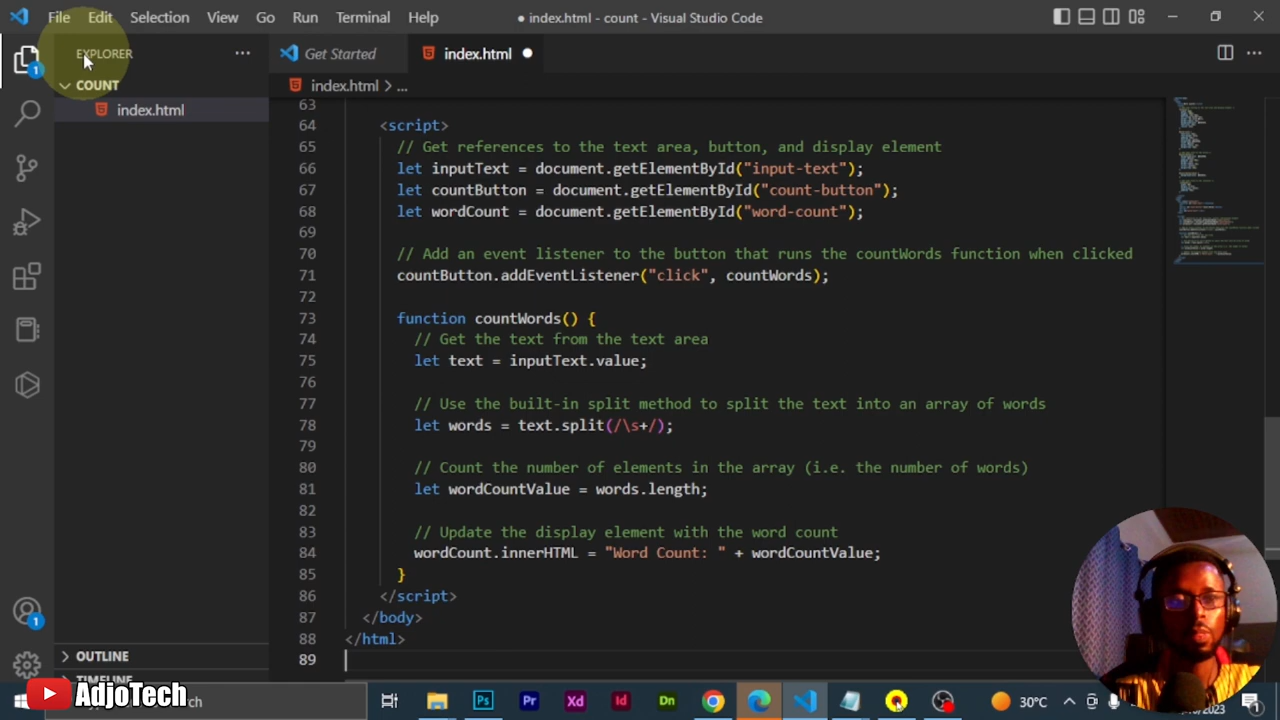 File Edit Selection View Go Run Terminal Help
● index.html - count - Visual Studio Code
EXPLORER
COUNT
index.html
OUTLINE
Get Started
index.html
index.html > ...
63
64 <script>
65 // Get references to the text area, button, and display element
66 let inputText = document.getElementById("input-text");
67 let countButton = document.getElementById("count-button");
68 let wordCount = document.getElementById("word-count");
69
70 // Add an event listener to the button that runs the countWords function when clicked
71 countButton.addEventListener("click", countWords);
72
73 function countWords() {
74 // Get the text from the text area
75 let text = inputText.value;
76
77 // Use the built-in split method to split the text into an array of words
78 let words = text.split(/\s+/);
79
80 // Count the number of elements in the array (i.e. the number of words)
81 let wordCountValue = words.length;
82
83 // Update the display element with the word count
84 wordCount.innerHTML = "Word Count: " + wordCountValue;
85 }
86 </script>
87 </body>
88 </html>
89
AdjoTech
Ps Pr Xd Id Dn
30°C